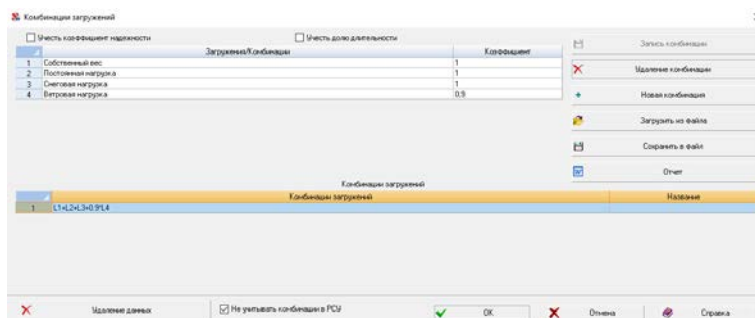 Комбинации загружений
Учесть коэффициент надежности
Учесть долю длительности
Загружения/Комбинации Коэффициент
1 Собственный вес 1
2 Постоянная нагрузка 1
3 Снеговая нагрузка 1
4 Ветровая нагрузка 0.9
Запись комбинации
Удаление комбинации
Новая комбинация
Загрузить из файла
Сохранить в файл
Отчет
Комбинации загружений
Комбинации загружений Название
1 L1+L2+L3+0.9*L4
Удаление данных
Не учитывать комбинации в РСУ
OK
Отмена
Справка